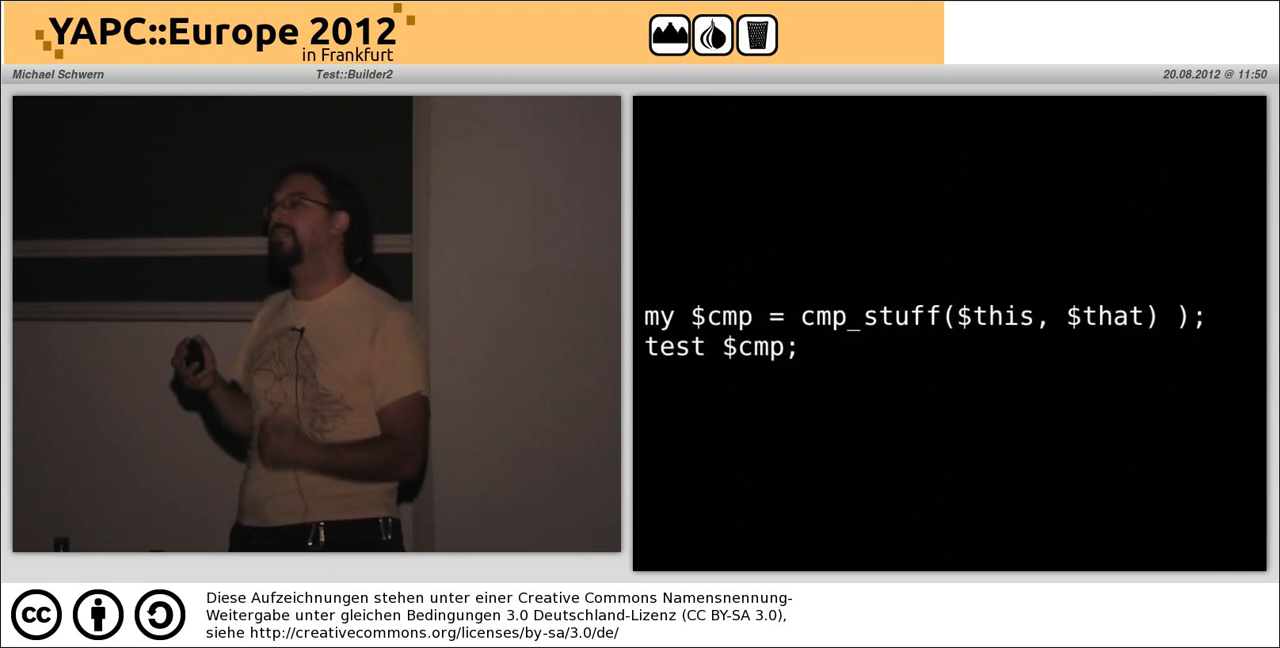 YAPC::Europe 2012
in Frankfurt
Michael Schwern Test::Builder2 20.08.2012 @ 11:50
my $cmp = cmp_stuff($this, $that) );
test $cmp;
cc
Diese Aufzeichnungen stehen unter einer Creative Commons Namensnennung-
Weitergabe unter gleichen Bedingungen 3.0 Deutschland-Lizenz (CC BY-SA 3.0),
siehe http://creativecommons.org/licenses/by-sa/3.0/de/